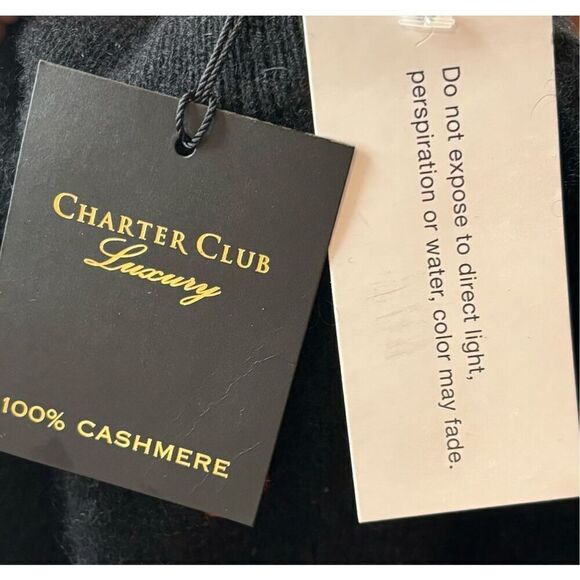 CHARTER CLUB
Luxury
100% CASHMERE
Do not expose to direct light,
perspiration or water, color may fade.